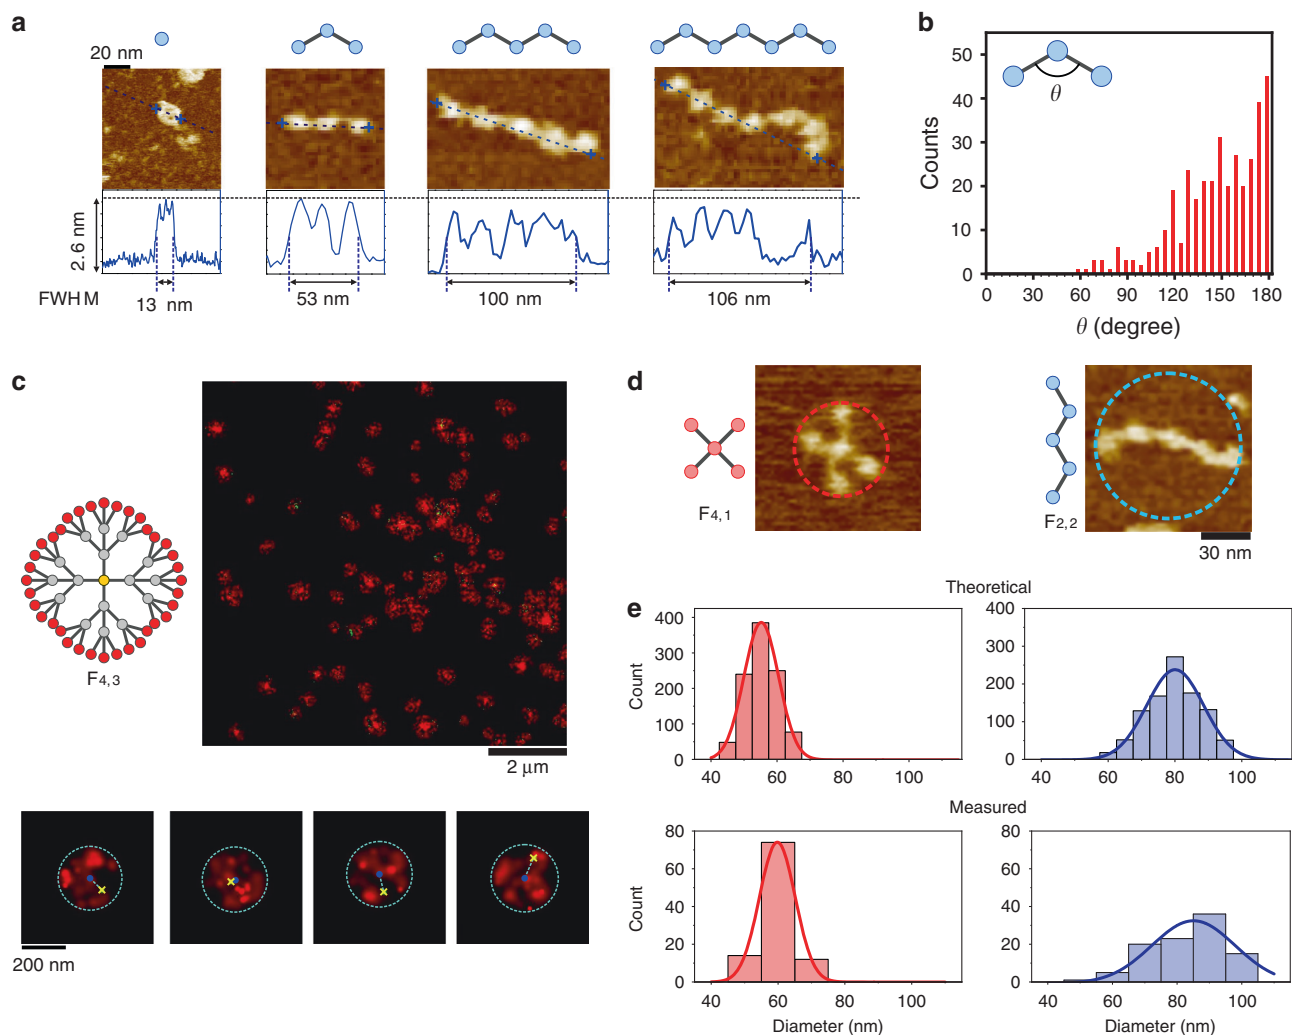 a
20 nm
2. 6 nm
FWH M
13 nm
53 nm
100 nm
106 nm
b
Counts
50
40
30
20
10
0
0 30 60 90 120 150 180
θ (degree)
θ
c
F4,3
2 μm
200 nm
d
F4,1
F2,2
30 nm
e
Theoretical
Count
400
300
200
100
0
40 60 80 100
400
300
200
100
0
40 60 80 100
Measured
Count
80
60
40
20
0
40 60 80 100
Diameter (nm)
80
60
40
20
0
40 60 80 100
Diameter (nm)